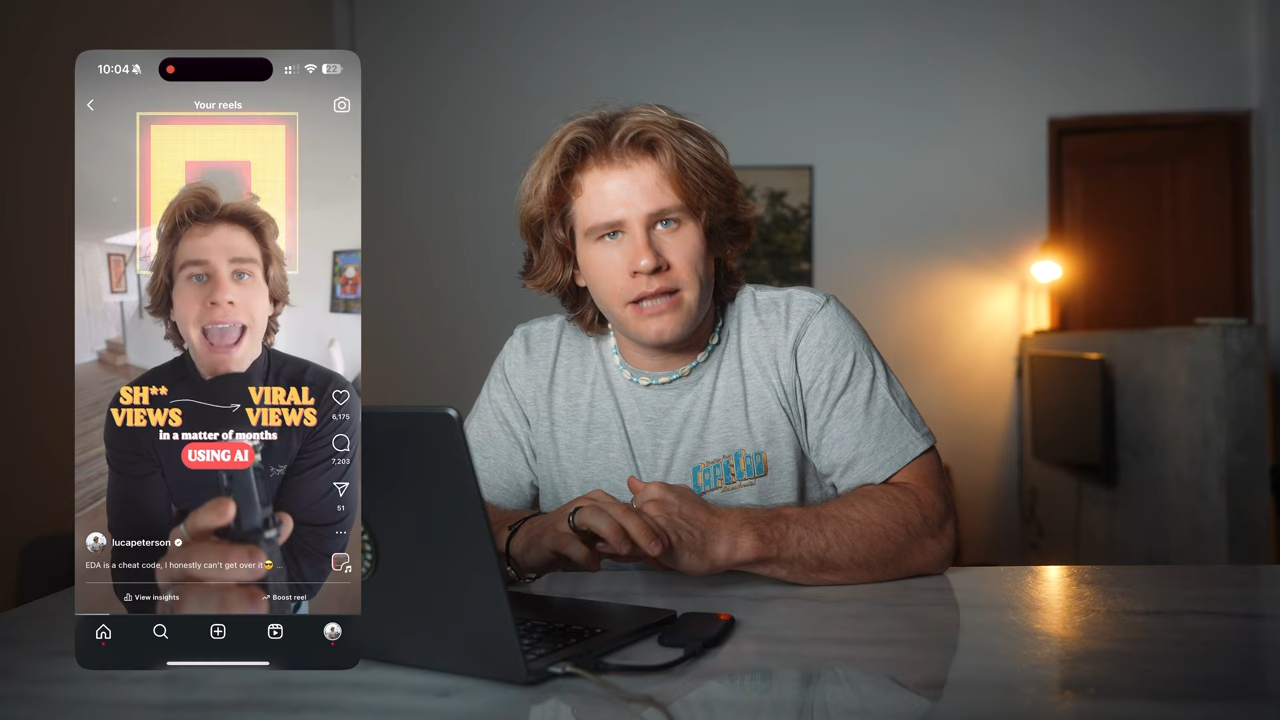 10:04
22
Your reels
SH** VIEWS
VIRAL VIEWS
in a matter of months
USING AI
6,175
7,203
51
lucapeterson
EDA is a cheat code, I honestly can't get over it😎 ...
View insights
Boost reel
CAPE COD